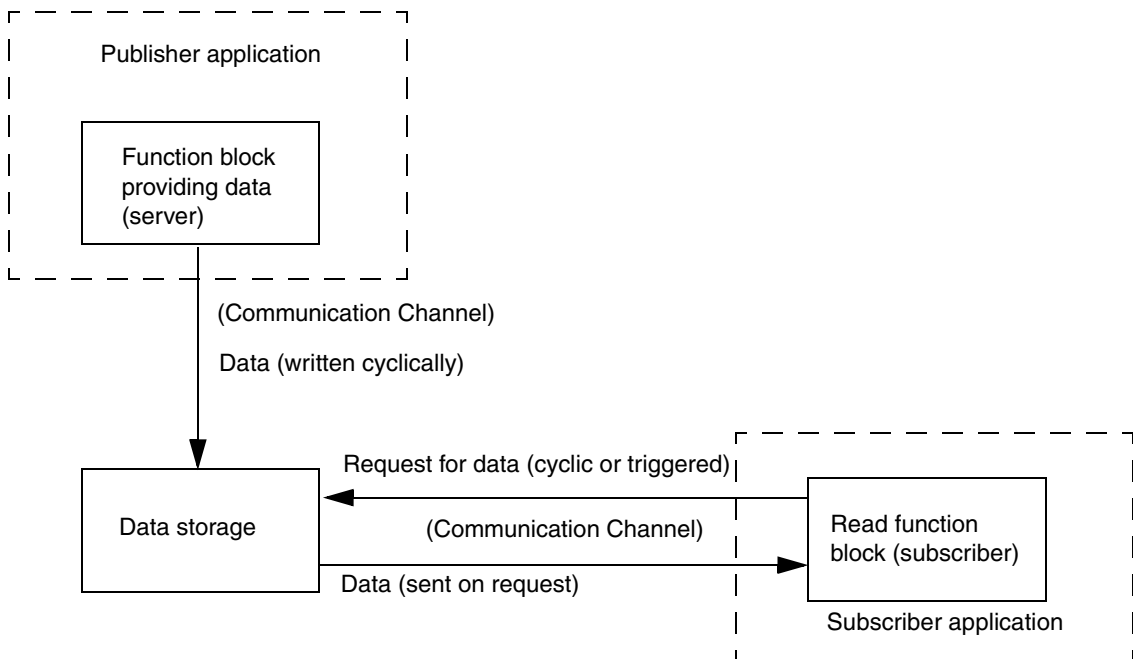 Publisher application
Function block
providing data
(server)
(Communication Channel)
Data (written cyclically)
Request for data (cyclic or triggered)
Data storage
(Communication Channel)
Read function
block (subscriber)
Data (sent on request)
Subscriber application